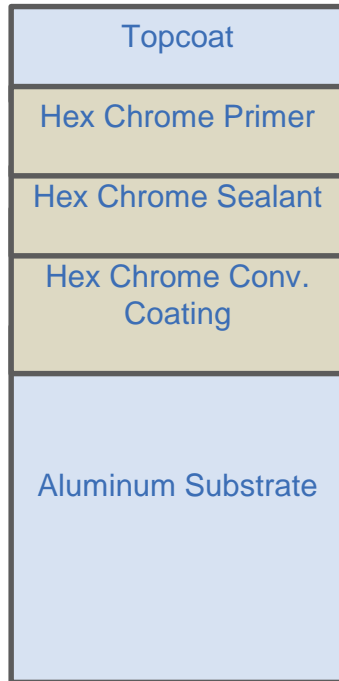 Topcoat
Hex Chrome Primer
Hex Chrome Sealant
Hex Chrome Conv.
Coating
Aluminum Substrate